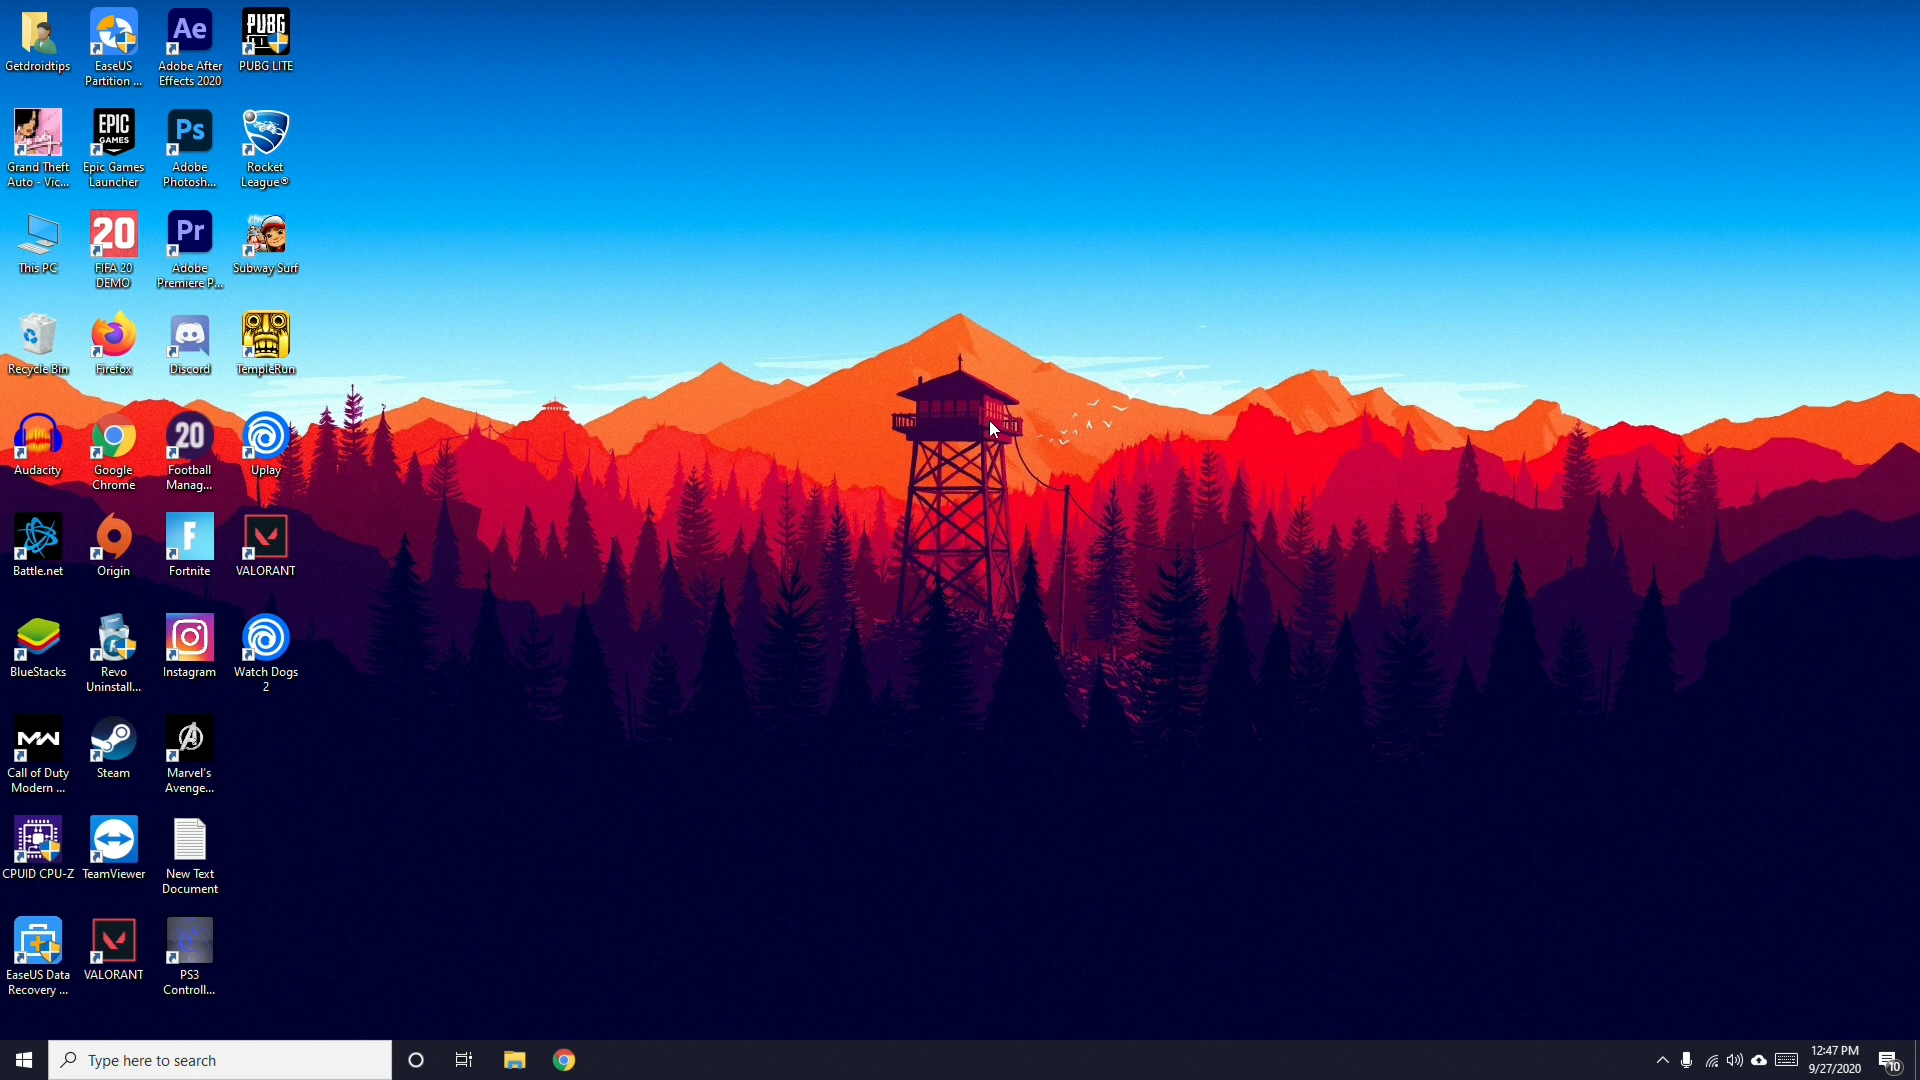 Getdroidtips
EaseUS
Partition ...
Ae
Adobe After
Effects 2020
PUBG
PUBG LITE
Grand Theft
Auto - Vic...
EPIC
GAMES
Epic Games
Launcher
Ps
Adobe
Photosh...
Rocket
League®
This PC
20
FIFA 20
DEMO
Pr
Adobe
Premiere P...
Subway Surf
Recycle Bin
Firefox
Discord
TempleRun
Audacity
Google
Chrome
20
Football
Manag...
Uplay
Battle.net
Origin
F
Fortnite
VALORANT
BlueStacks
Revo
Uninstall...
Instagram
Watch Dogs
2
MW
Call of Duty
Modern ...
Steam
Marvel's
Avenge...
CPUID CPU-Z
TeamViewer
New Text
Document
EaseUS Data
Recovery ...
VALORANT
PS3
Controll...
Type here to search
12:47 PM
9/27/2020
10